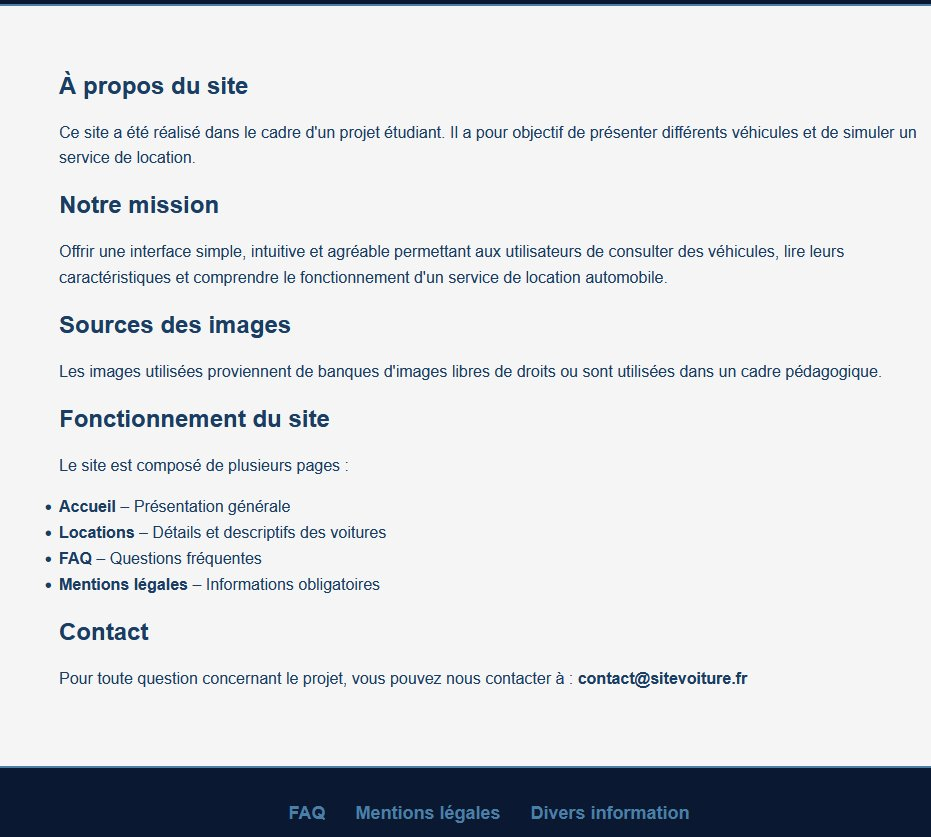 À propos du site
Ce site a été réalisé dans le cadre d'un projet étudiant. Il a pour objectif de présenter différents véhicules et de simuler un
service de location.
Notre mission
Offrir une interface simple, intuitive et agréable permettant aux utilisateurs de consulter des véhicules, lire leurs
caractéristiques et comprendre le fonctionnement d'un service de location automobile.
Sources des images
Les images utilisées proviennent de banques d'images libres de droits ou sont utilisées dans un cadre pédagogique.
Fonctionnement du site
Le site est composé de plusieurs pages :
• Accueil – Présentation générale
• Locations – Détails et descriptifs des voitures
• FAQ – Questions fréquentes
• Mentions légales – Informations obligatoires
Contact
Pour toute question concernant le projet, vous pouvez nous contacter à : contact@sitevoiture.fr
FAQ Mentions légales Divers information